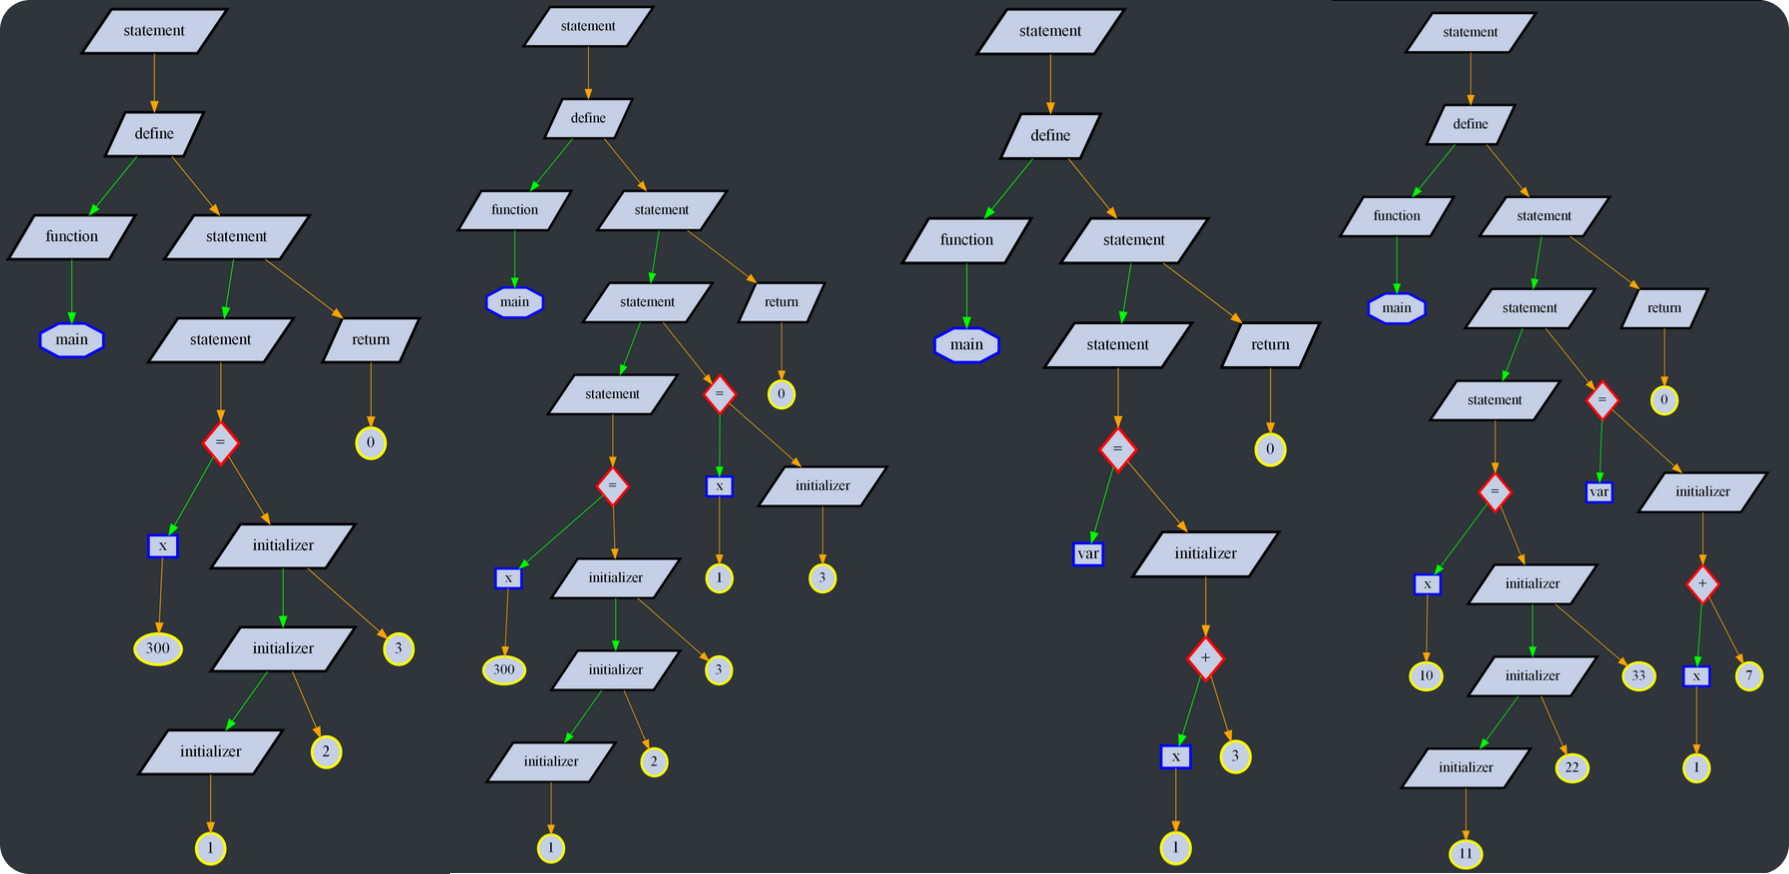 statement
define
function
statement
main
statement
return
=
0
x
initializer
300
initializer
3
initializer
2
1
statement
define
function
statement
main
statement
return
statement
=
0
=
x
initializer
x
initializer
1
3
300
initializer
3
initializer
2
1
statement
define
function
statement
main
statement
return
=
0
var
initializer
+
x
3
1
statement
define
function
statement
main
statement
return
statement
=
0
=
var
initializer
x
initializer
+
10
initializer
33
x
7
initializer
22
1
11